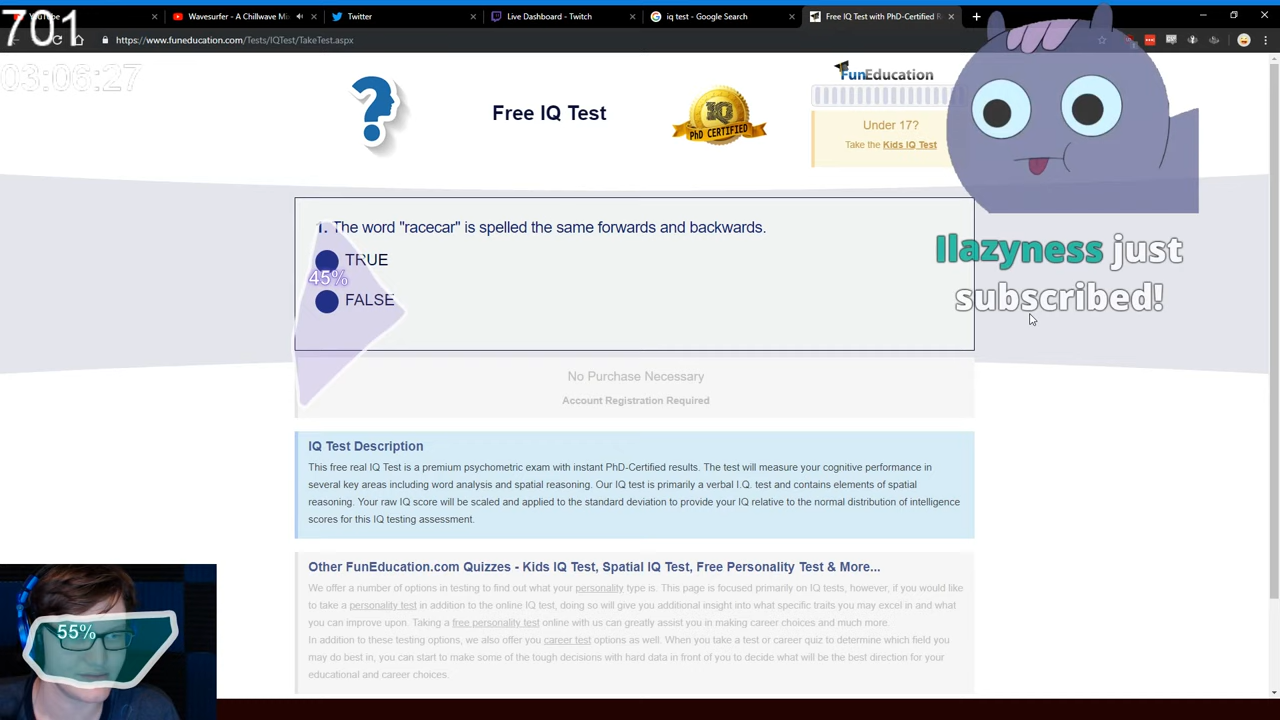 701
YouTube
Wavesurfer - A Chillwave Mi
Twitter
Live Dashboard - Twitch
iq test - Google Search
Free IQ Test with PhD-Certified R
https://www.funeducation.com/Tests/IQTest/TakeTest.aspx
03:06:27
Free IQ Test
IQ
PhD CERTIFIED
FunEducation
Under 17?
Take the Kids IQ Test
1. The word "racecar" is spelled the same forwards and backwards.
TRUE
45%
FALSE
Ilazyness just
subscribed!
No Purchase Necessary
Account Registration Required
IQ Test Description
This free real IQ Test is a premium psychometric exam with instant PhD-Certified results. The test will measure your cognitive performance in
several key areas including word analysis and spatial reasoning. Our IQ test is primarily a verbal I.Q. test and contains elements of spatial
reasoning. Your raw IQ score will be scaled and applied to the standard deviation to provide your IQ relative to the normal distribution of intelligence
scores for this IQ testing assessment.
Other FunEducation.com Quizzes - Kids IQ Test, Spatial IQ Test, Free Personality Test & More...
We offer a number of options in testing to find out what your personality type is. This page is focused primarily on IQ tests, however, if you would like
to take a personality test in addition to the online IQ test, doing so will give you additional insight into what specific traits you may excel in and what
you can improve upon. Taking a free personality test online with us can greatly assist you in making career choices and much more.
In addition to these testing options, we also offer you career test options as well. When you take a test or career quiz to determine which field you
may do best in, you can start to make some of the tough decisions with hard data in front of you to decide what will be the best direction for your
educational and career choices.
55%